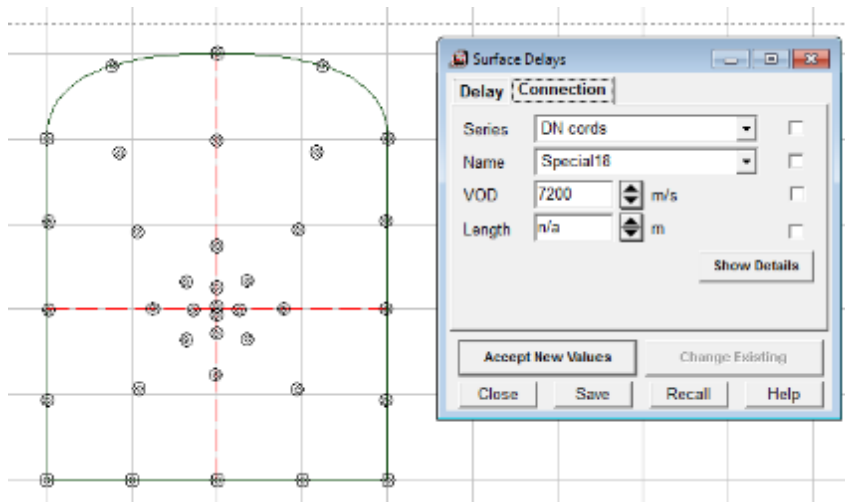 Surface Delays
Delay Connection
Series DN cords
Name Special18
VOD 7200 m/s
Length n/a m
Show Details
Accept New Values Change Existing
Close Save Recall Help